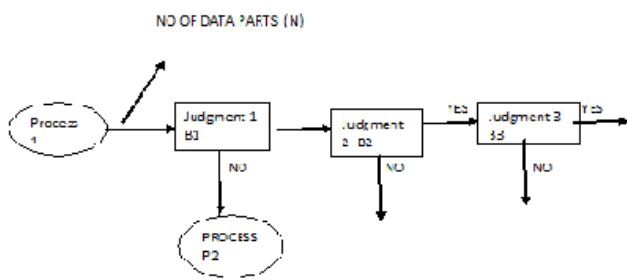 NO OF DATA PARTS (N)
Process
1
Judgment 1
B1
Judgment
2 B2
YES
Judgment 3
B3
YES
NO
NO
NO
PROCESS
P2